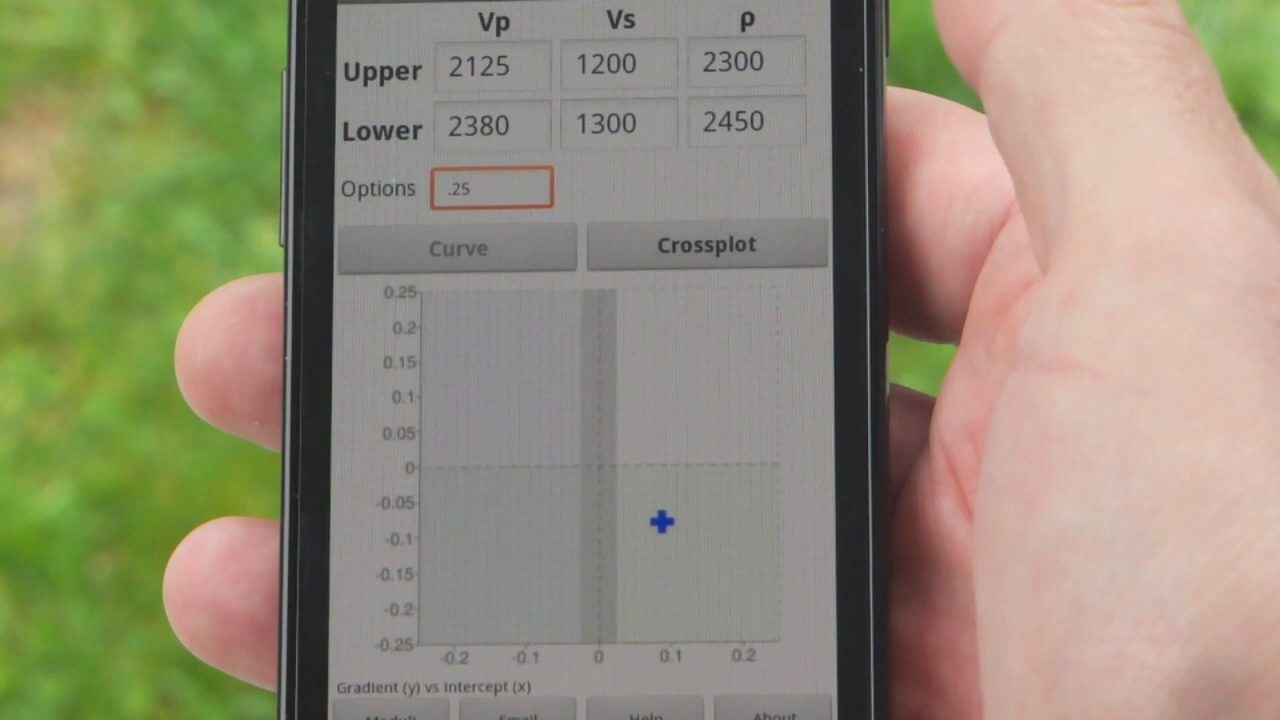 Vp Vs ρ
Upper 2125 1200 2300
Lower 2380 1300 2450
Options .25
Curve Crossplot
0.25
0.2
0.15
0.1
0.05
0
-0.05
-0.1
-0.15
-0.2
-0.25
-0.2 -0.1 0 0.1 0.2
Gradient (y) vs Intercept (x)
Moduli Email Help About